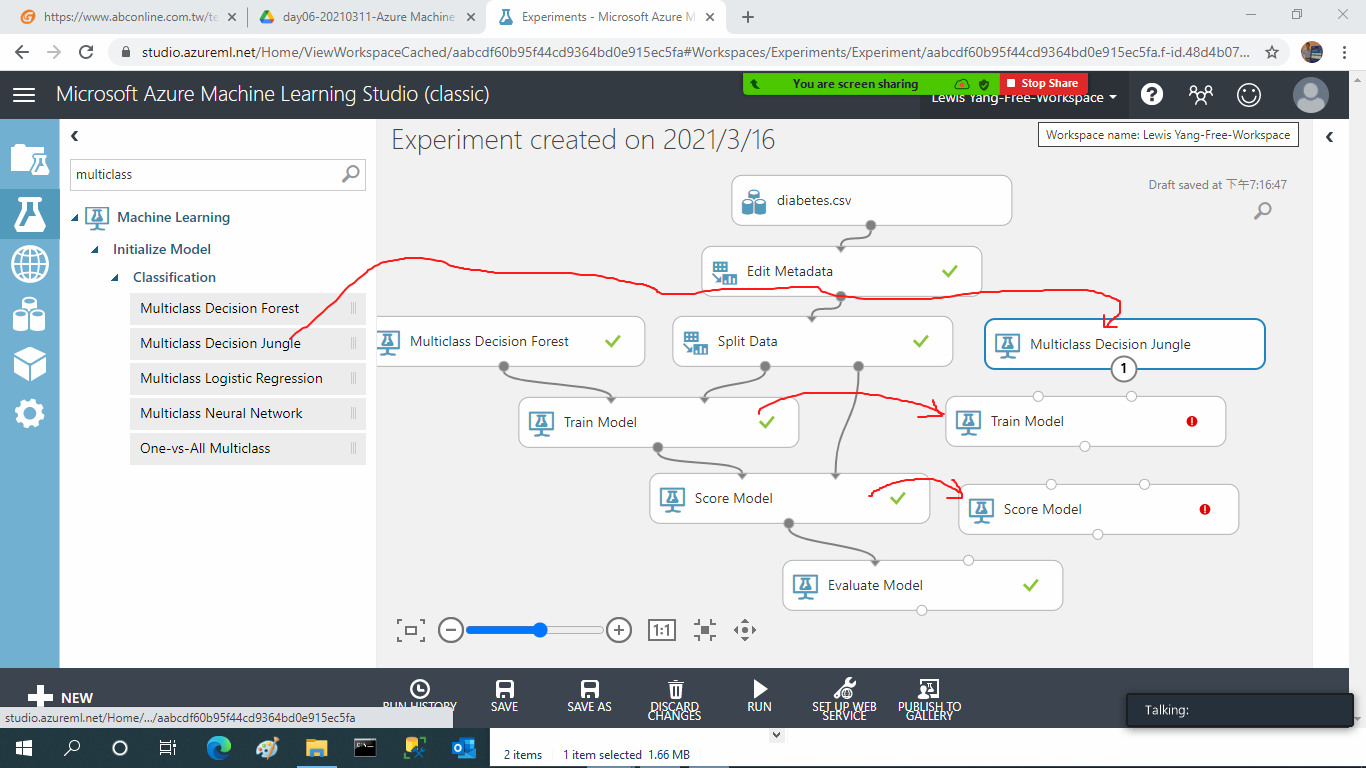 https://www.abconline.com.tw/te
day06-20210311-Azure Machine
Experiments - Microsoft Azure M
studio.azureml.net/Home/ViewWorkspaceCached/aabcdf60b95f44cd9364bd0e915ec5fa#Workspaces/Experiments/Experiment/aabcdf60b95f44cd9364bd0e915ec5fa.f-id.48d4b07...
You are screen sharing
Stop Share
Microsoft Azure Machine Learning Studio (classic)
Lewis Yang-Free-Workspace
Workspace name: Lewis Yang-Free-Workspace
Experiment created on 2021/3/16
Draft saved at 下午7:16:47
multiclass
Machine Learning
Initialize Model
Classification
Multiclass Decision Forest
Multiclass Decision Jungle
Multiclass Logistic Regression
Multiclass Neural Network
One-vs-All Multiclass
diabetes.csv
Edit Metadata
Multiclass Decision Forest
Split Data
Multiclass Decision Jungle
1
Train Model
Train Model
Score Model
Score Model
Evaluate Model
1:1
NEW
RUN HISTORY
SAVE
SAVE AS
DISCARD CHANGES
RUN
SET UP WEB SERVICE
PUBLISH TO GALLERY
studio.azureml.net/Home/.../aabcdf60b95f44cd9364bd0e915ec5fa
Talking:
2 items
1 item selected 1.66 MB